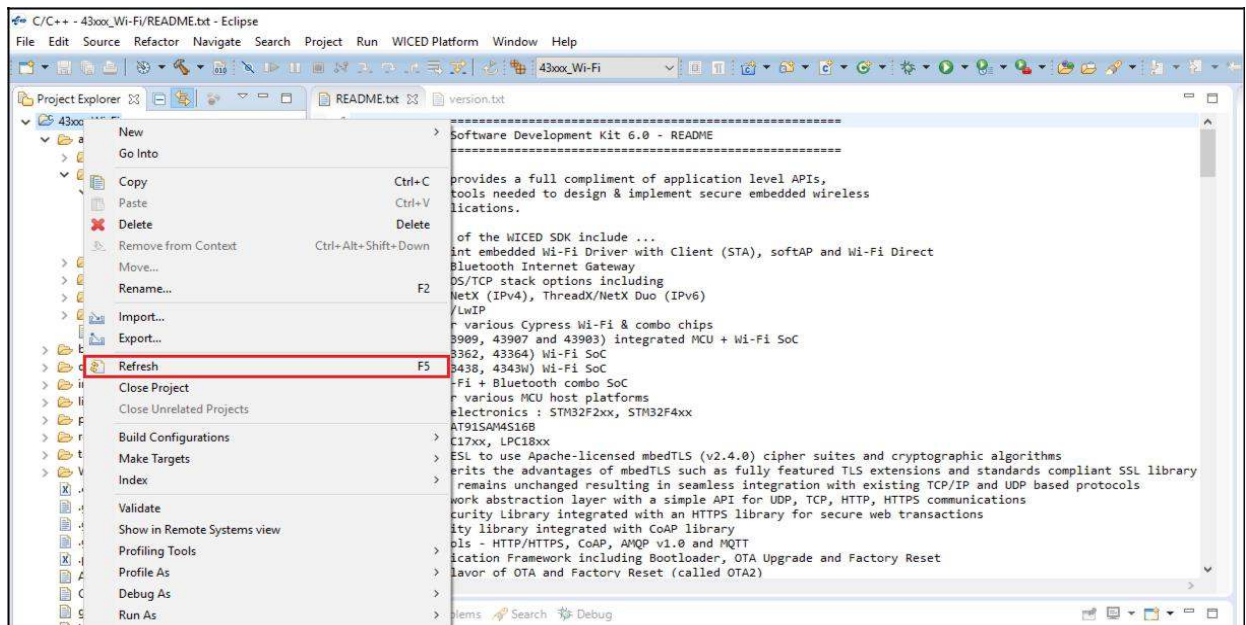 C/C++ - 43xxx_Wi-Fi/README.txt - Eclipse
File Edit Source Refactor Navigate Search Project Run WICED Platform Window Help
43xxx_Wi-Fi
Project Explorer README.txt version.txt
43xxx_Wi-Fi
New
Go Into
Copy Ctrl+C
Paste Ctrl+V
Delete Delete
Remove from Context Ctrl+Alt+Shift+Down
Move...
Rename... F2
Import...
Export...
Refresh F5
Close Project
Close Unrelated Projects
Build Configurations
Make Targets
Index
Validate
Show in Remote Systems view
Profiling Tools
Profile As
Debug As
Run As
======================================================
Software Development Kit 6.0 - README
======================================================
provides a full compliment of application level APIs,
tools needed to design & implement secure embedded wireless
lications.
of the WICED SDK include ...
int embedded Wi-Fi Driver with Client (STA), softAP and Wi-Fi Direct
Bluetooth Internet Gateway
OS/TCP stack options including
NetX (IPv4), ThreadX/NetX Duo (IPv6)
/LwIP
r various Cypress Wi-Fi & combo chips
3909, 43907 and 43903) integrated MCU + Wi-Fi SoC
3362, 43364) Wi-Fi SoC
3438, 4343W) Wi-Fi SoC
-Fi + Bluetooth combo SoC
r various MCU host platforms
electronics : STM32F2xx, STM32F4xx
AT91SAM4S16B
C17xx, LPC18xx
ESL to use Apache-licensed mbedTLS (v2.4.0) cipher suites and cryptographic algorithms
erits the advantages of mbedTLS such as fully featured TLS extensions and standards compliant SSL library
remains unchanged resulting in seamless integration with existing TCP/IP and UDP based protocols
work abstraction layer with a simple API for UDP, TCP, HTTP, HTTPS communications
curity Library integrated with an HTTPS library for secure web transactions
ity library integrated with CoAP library
ols - HTTP/HTTPS, CoAP, AMQP v1.0 and MQTT
ication Framework including Bootloader, OTA Upgrade and Factory Reset
lavor of OTA and Factory Reset (called OTA2)
blems Search Debug